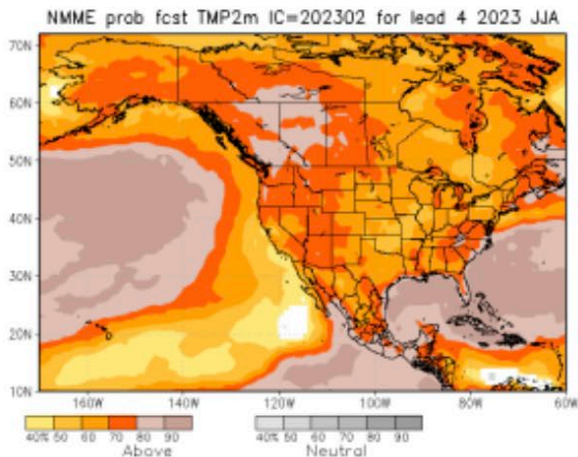 NMME prob fcst TMP2m IC=202302 for lead 4 2023 JJA
70N
60N
50N
40N
30N
20N
10N
160W 140W 120W 100W 80W 60W
40% 50 60 70 80 90 40% 50 60 70 80 90
Above Neutral